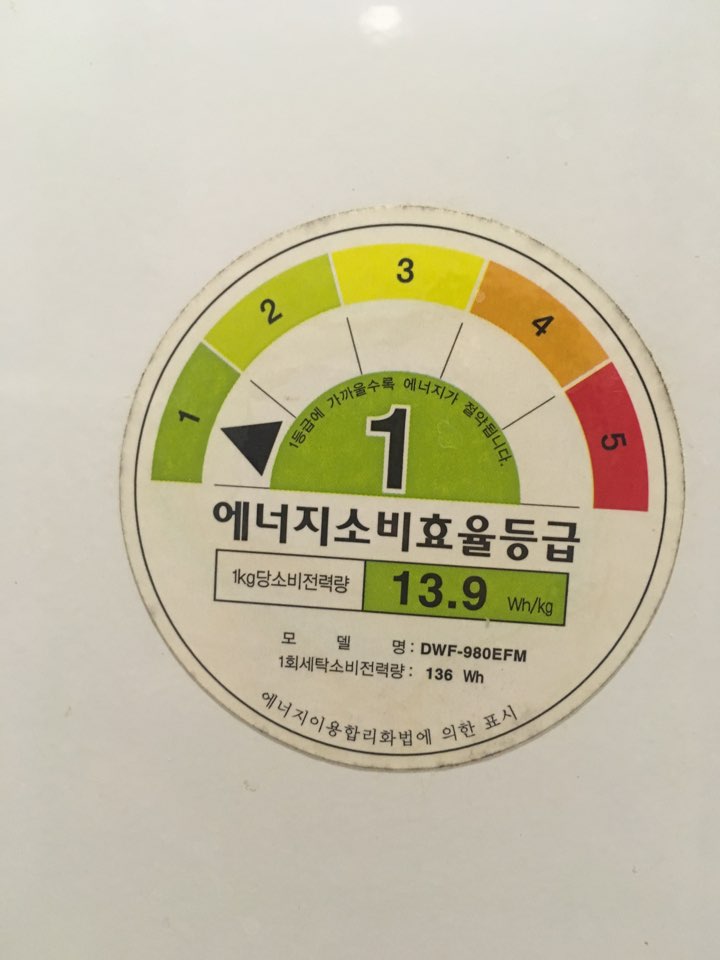 1
2
3
4
5
1등급에 가까울수록 에너지가 절약됩니다.
1
에너지소비효율등급
1kg당소비전력량 13.9 Wh/kg
모 델 명 : DWF-980EFM
1회세탁소비전력량 : 136 Wh
에너지이용합리화법에 의한 표시